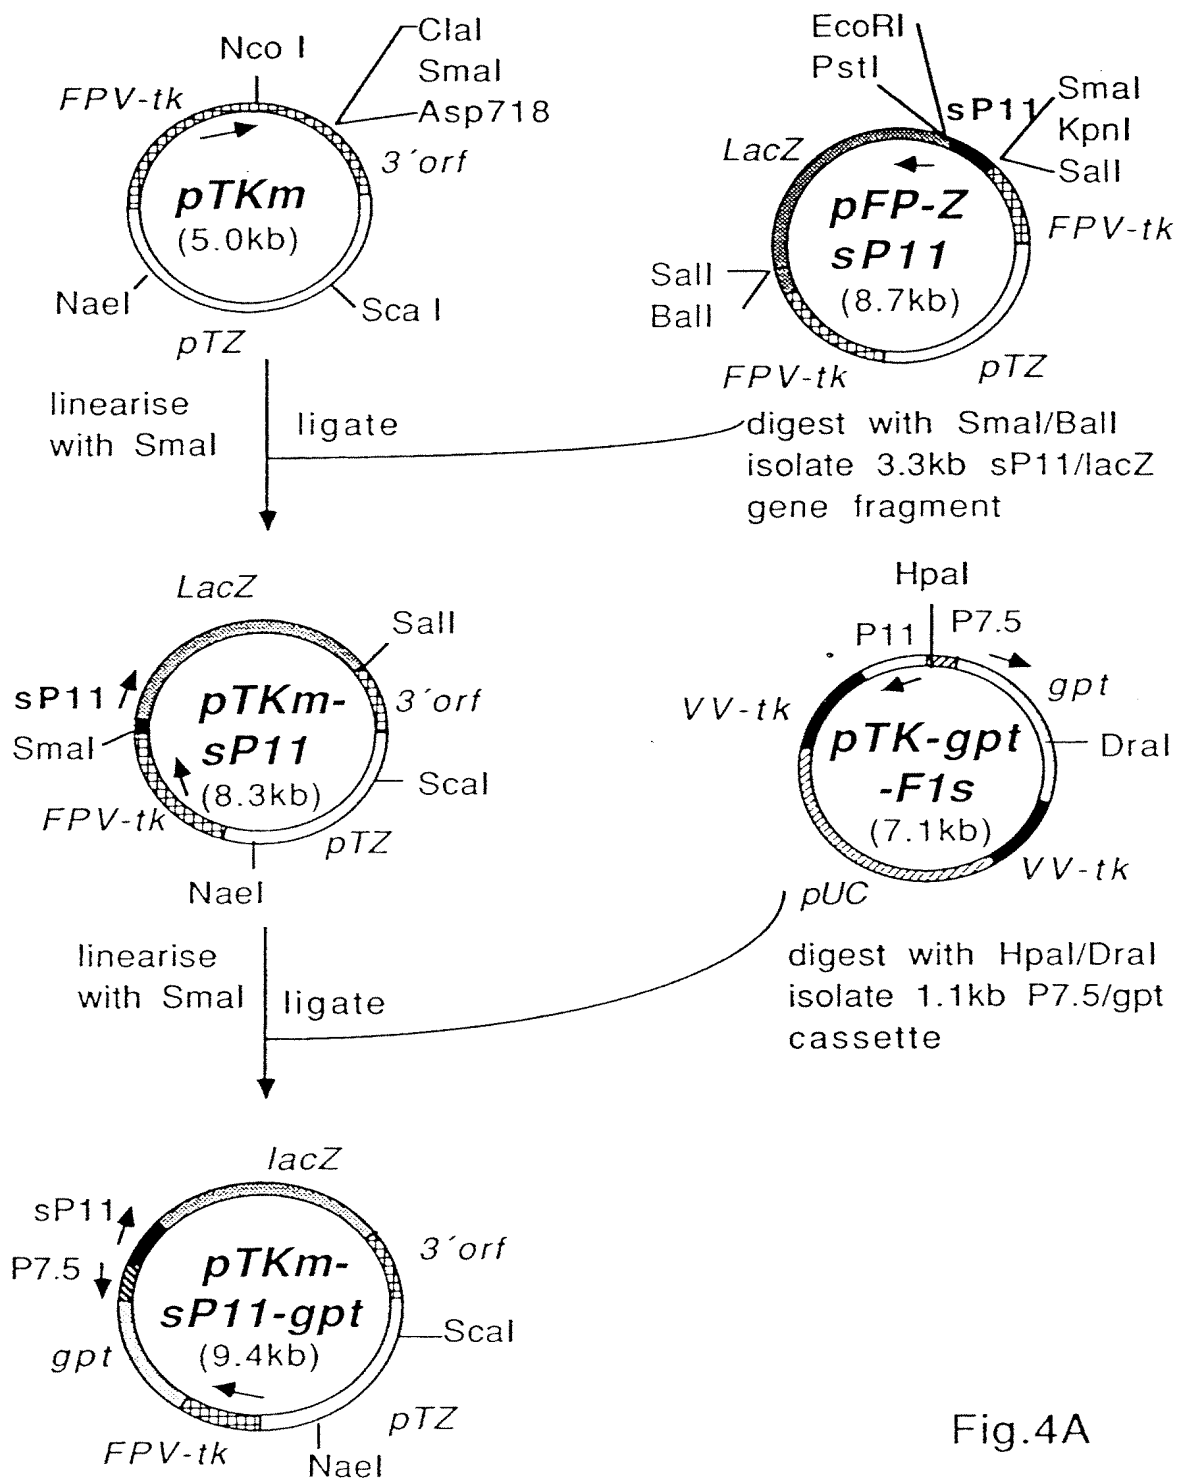 Nco I
ClaI
SmaI
Asp718
FPV-tk
3´orf
pTKm
(5.0kb)
NaeI
Sca I
pTZ
EcoRI
PstI
sP11
SmaI
KpnI
SalI
LacZ
pFP-Z
sP11
(8.7kb)
FPV-tk
SalI
BalI
FPV-tk
pTZ
linearise
with SmaI
ligate
digest with SmaI/BalI
isolate 3.3kb sP11/lacZ
gene fragment
LacZ
SalI
sP11
3´orf
pTKm-
sP11
(8.3kb)
SmaI
ScaI
FPV-tk
pTZ
NaeI
HpaI
P11
P7.5
gpt
VV-tk
pTK-gpt
-F1s
(7.1kb)
DraI
VV-tk
pUC
linearise
with SmaI
ligate
digest with HpaI/DraI
isolate 1.1kb P7.5/gpt
cassette
lacZ
sP11
3´orf
P7.5
pTKm-
sP11-gpt
(9.4kb)
ScaI
gpt
pTZ
FPV-tk
NaeI
Fig.4A